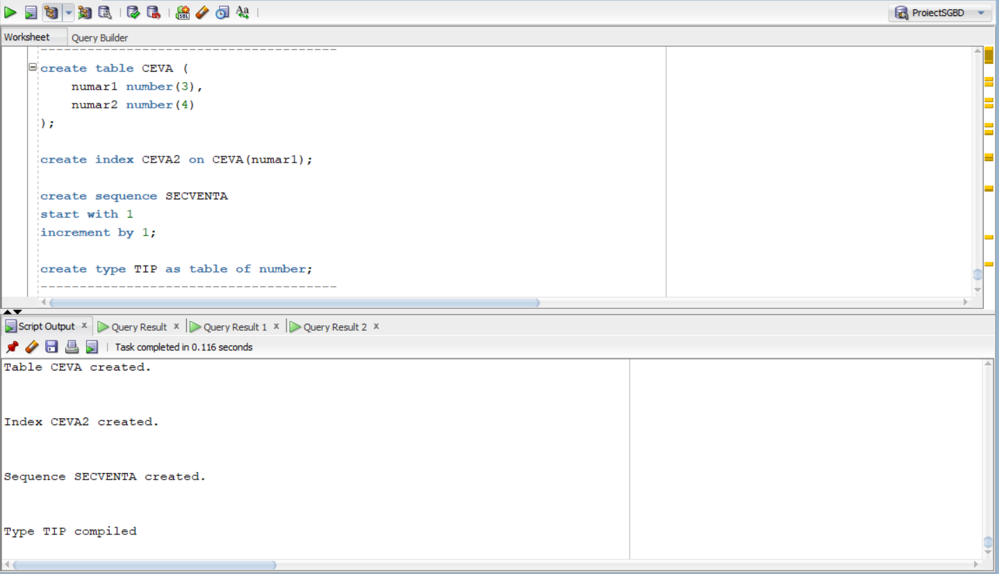 SQL
Aa
ProiectSGBD
Worksheet
Query Builder
--------------------------------------
create table CEVA (
numar1 number(3),
numar2 number(4)
);
create index CEVA2 on CEVA(numar1);
create sequence SECVENTA
start with 1
increment by 1;
create type TIP as table of number;
--------------------------------------
Script Output x
Query Result x
Query Result 1 x
Query Result 2 x
Task completed in 0.116 seconds
Table CEVA created.
Index CEVA2 created.
Sequence SECVENTA created.
Type TIP compiled